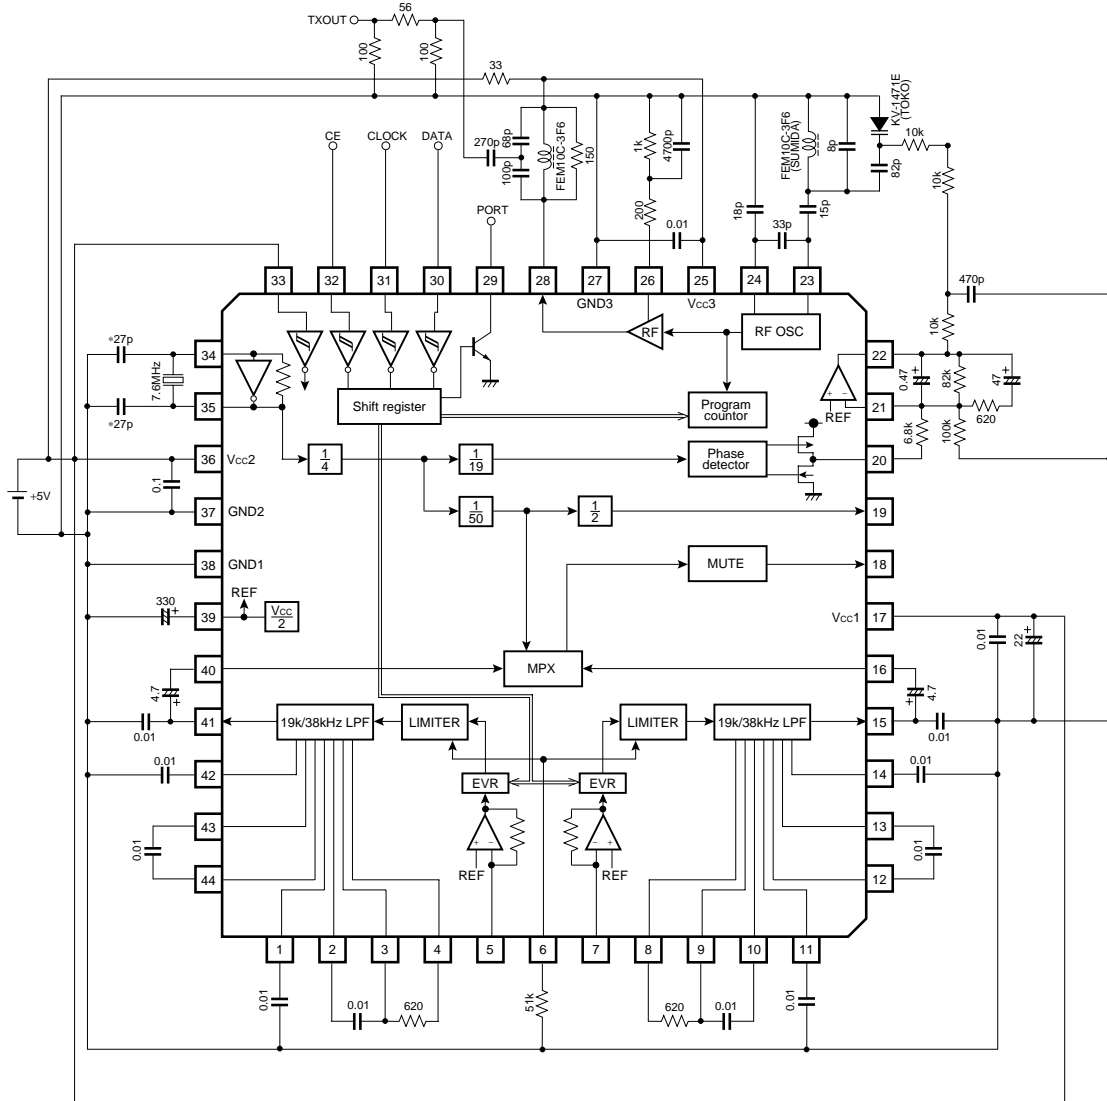 TXOUT
56
100
100
33
CE
CLOCK
DATA
PORT
270p
68p
100p
FEM10C-3F6
150
1k
4700p
200
0.01
18p
33p
15p
FEM10C-3F6
(SUMIDA)
8p
82p
KV-1471E
(TOKO)
10k
10k
470p
10k
33
32
31
30
29
28
27
26
25
24
23
GND3
Vcc3
*27p
7.6MHz
*27p
34
35
RF
RF OSC
22
0.47
+
82k
47
+
Shift register
Program
countor
+
−
REF
21
6.8k
100k
620
+5V
0.1
36
Vcc2
1
4
1
19
Phase
detector
20
37
GND2
1
50
1
2
19
38
GND1
MUTE
18
330
+
39
REF
Vcc
2
Vcc1
17
0.01
22
+
40
4.7
+
MPX
16
4.7
+
0.01
41
19k/38kHz LPF
LIMITER
LIMITER
19k/38kHz LPF
15
0.01
0.01
42
EVR
EVR
14
0.01
43
0.01
44
+
−
REF
−
+
REF
13
0.01
12
1
2
3
4
5
6
7
8
9
10
11
0.01
0.01
620
51k
620
0.01
0.01